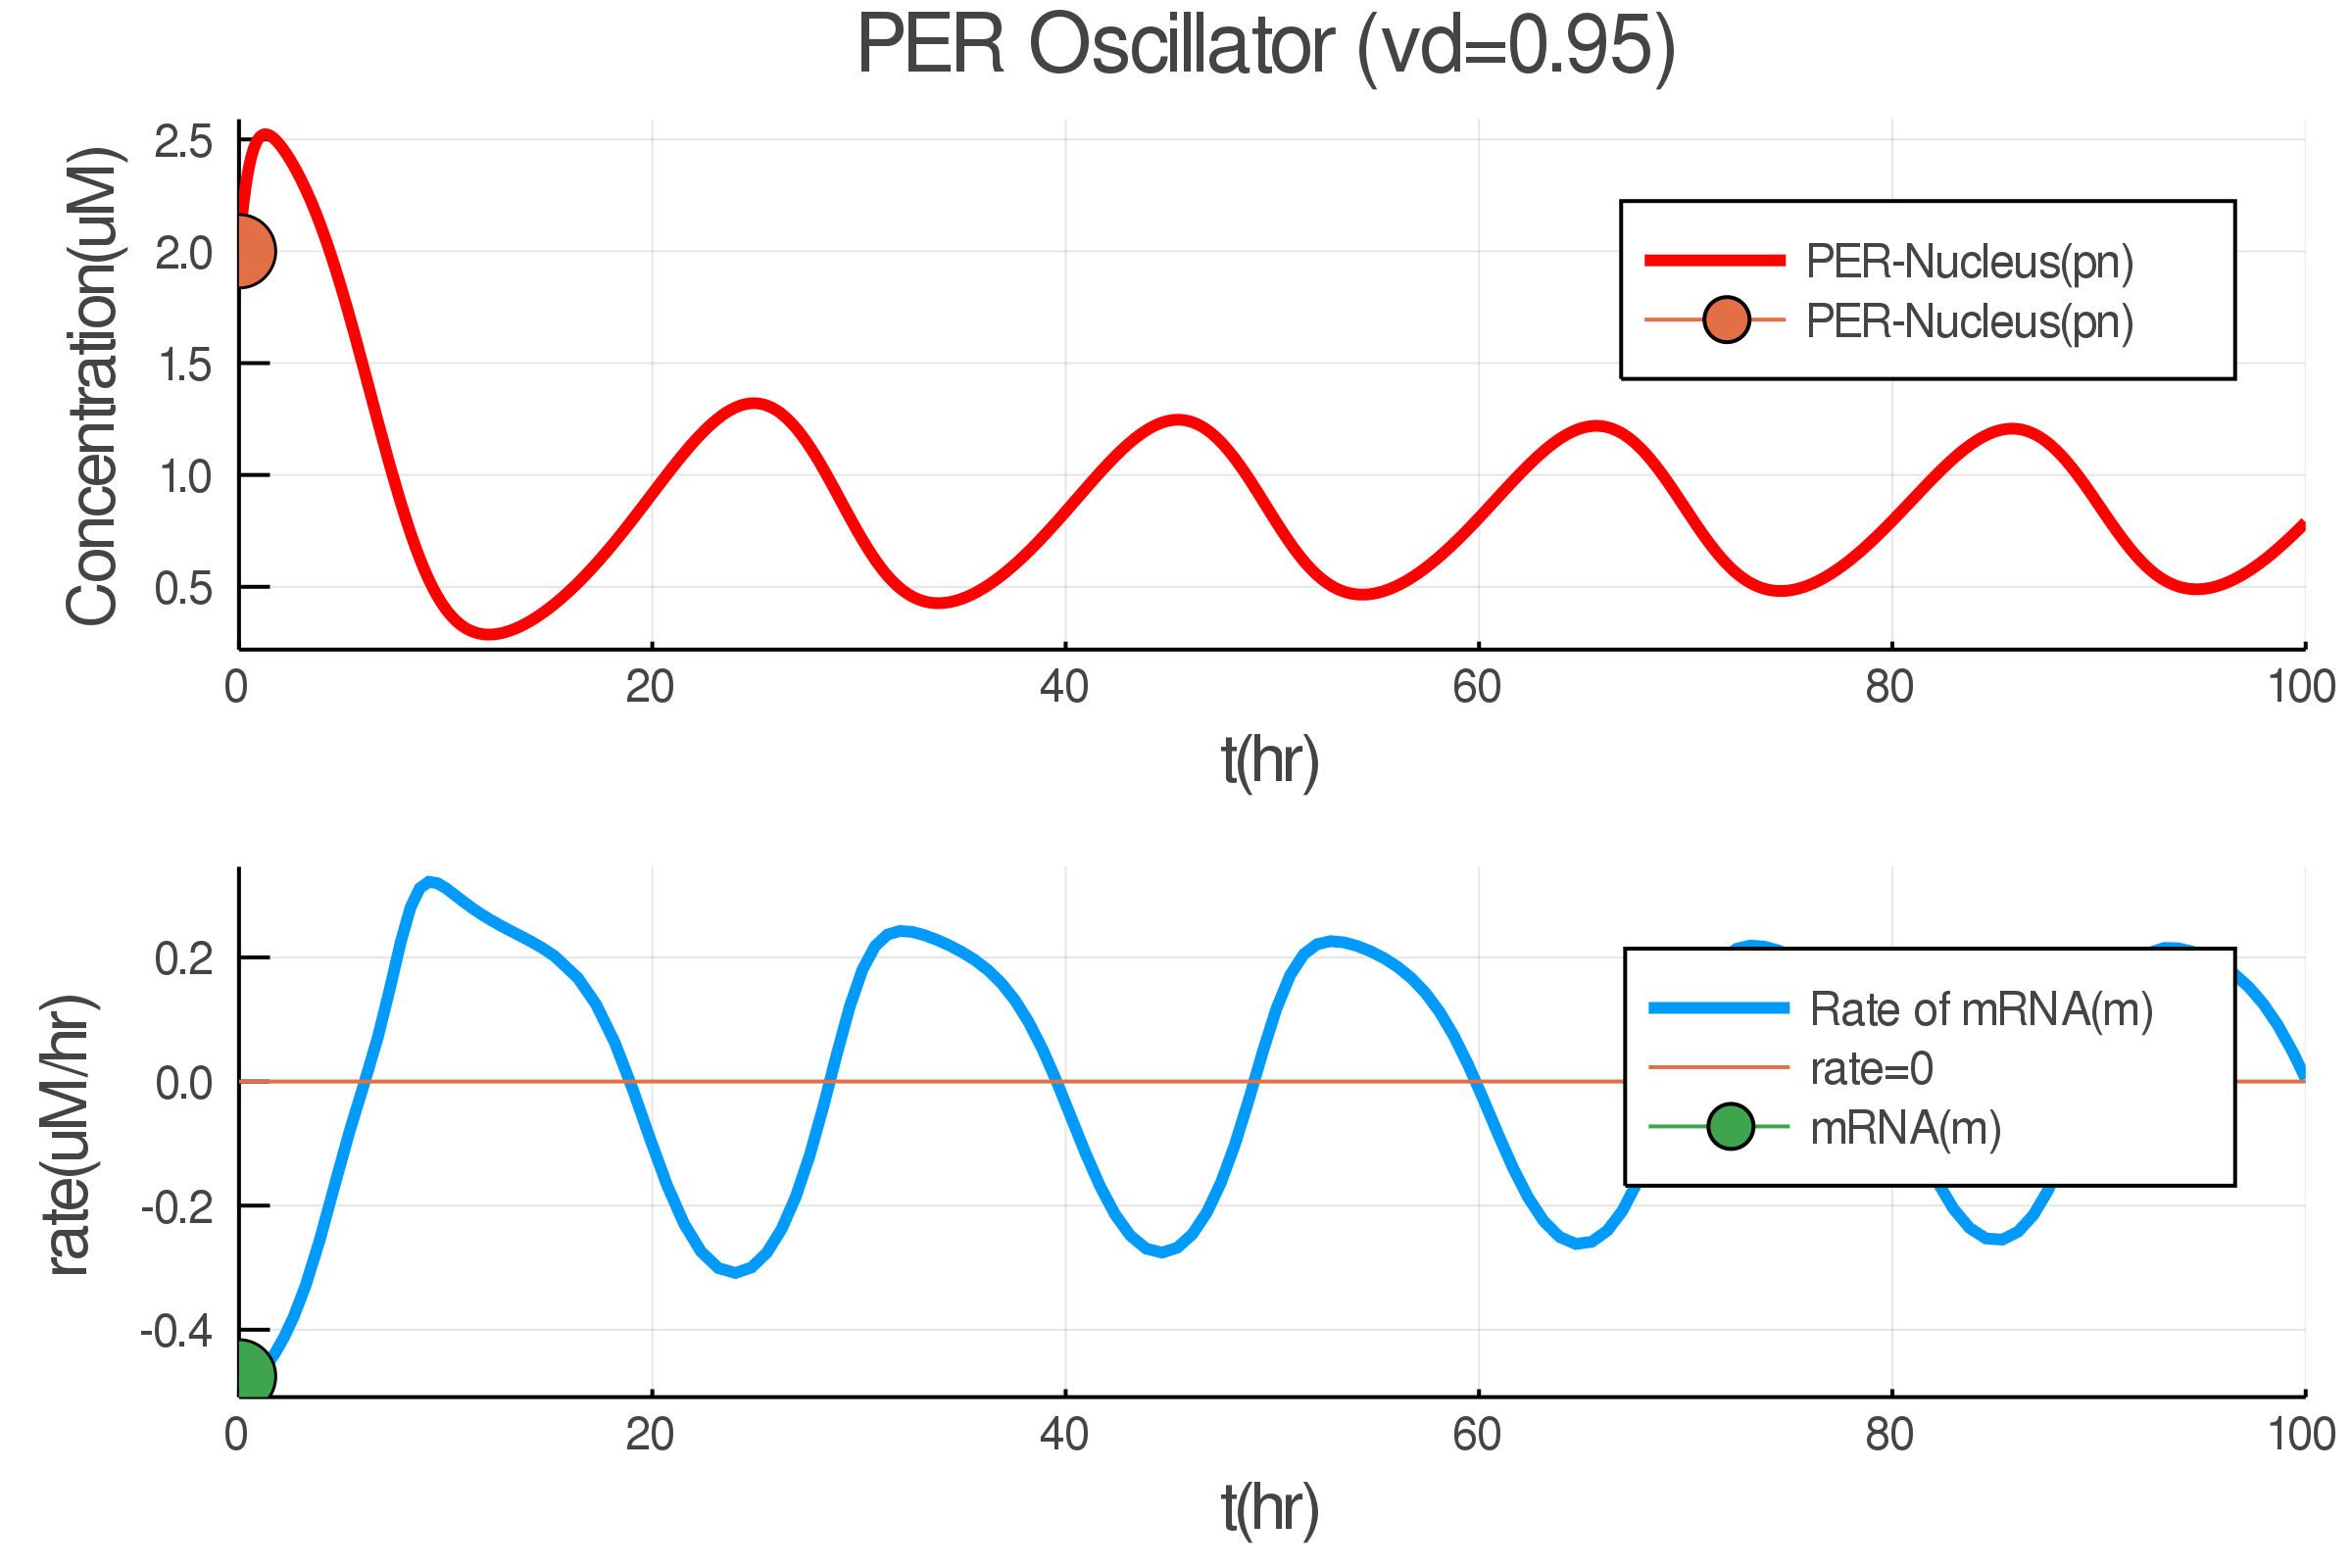 PER Oscillator (vd=0.95)
Concentration(uM)
2.5
2.0
1.5
1.0
0.5
PER-Nucleus(pn)
PER-Nucleus(pn)
0 20 40 60 80 100
t(hr)
rate(uM/hr)
0.2
0.0
-0.2
-0.4
Rate of mRNA(m)
rate=0
mRNA(m)
0 20 40 60 80 100
t(hr)